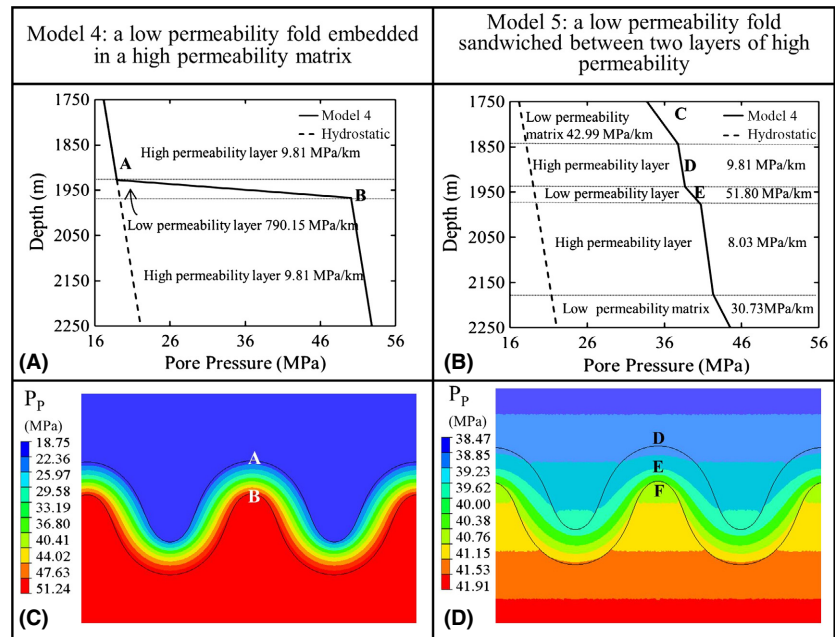 Model 4: a low permeability fold embedded
in a high permeability matrix
Model 5: a low permeability fold
sandwiched between two layers of high
permeability
1750
1850
1950
2050
2150
2250
Depth (m)
16
26
36
46
56
Pore Pressure (MPa)
Model 4
Hydrostatic
A
High permeability layer 9.81 MPa/km
B
Low permeability layer 790.15MPa/km
High permeability layer 9.81 MPa/km
(A)
1750
1850
1950
2050
2150
2250
Depth (m)
16
26
36
46
56
Pore Pressure (MPa)
Low permeability
matrix 42.99 MPa/km
C
Model 4
Hydrostatic
High permeability layer
D
9.81 MPa/km
Low permeability layer
E
51.80 MPa/km
High permeability layer
8.03 MPa/km
Low permeability matrix
30.73MPa/km
(B)
PP
(MPa)
18.75
22.36
25.97
29.58
33.19
36.80
40.41
44.02
47.63
51.24
A
B
(C)
PP
(MPa)
38.47
38.85
39.23
39.62
40.00
40.38
40.76
41.15
41.53
41.91
D
E
F
(D)